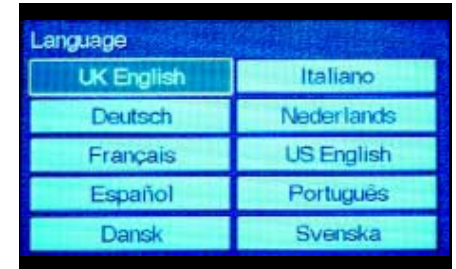 Language
UK English Italiano
Deutsch Nederlands
Français US English
Español Português
Dansk Svenska